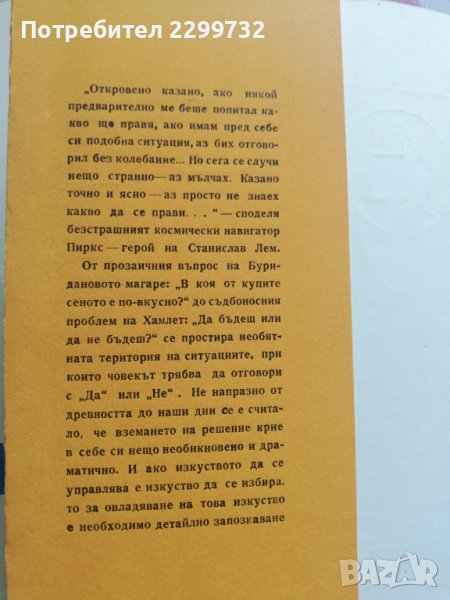 Потребител 2299732
„Откровено казано, ако някой
предварително ме беше попитал ка-
кво ще правя, ако имам пред себе
си подобна ситуация, аз бих отгово-
рил без колебание... Но сега се случи
нещо странно — аз мълчах. Казано
точно и ясно — аз просто не знаех
какво да се прави. . . “ — споделя
безстрашният космически навигатор
Пиркс — герой на Станислав Лем.
От прозаичния въпрос на Бури-
дановото магаре: „В коя от купите
сеното е по-вкусно?“ до съдбоносния
проблем на Хамлет: „Да бъдеш или
да не бъдеш?“ се простира необят-
ната територия на ситуациите, при
които човекът трябва да отговори
с „Да“ или „Не“. Не напразно от
древността до наши дни се е счита-
ло, че вземането на решение крие
в себе си нещо необикновено и дра-
матично. И ако изкуството да се
управлява е изкуство да се избира,
то за овладяване на това изкуство
е необходимо детайлно запознаване
BAZAR